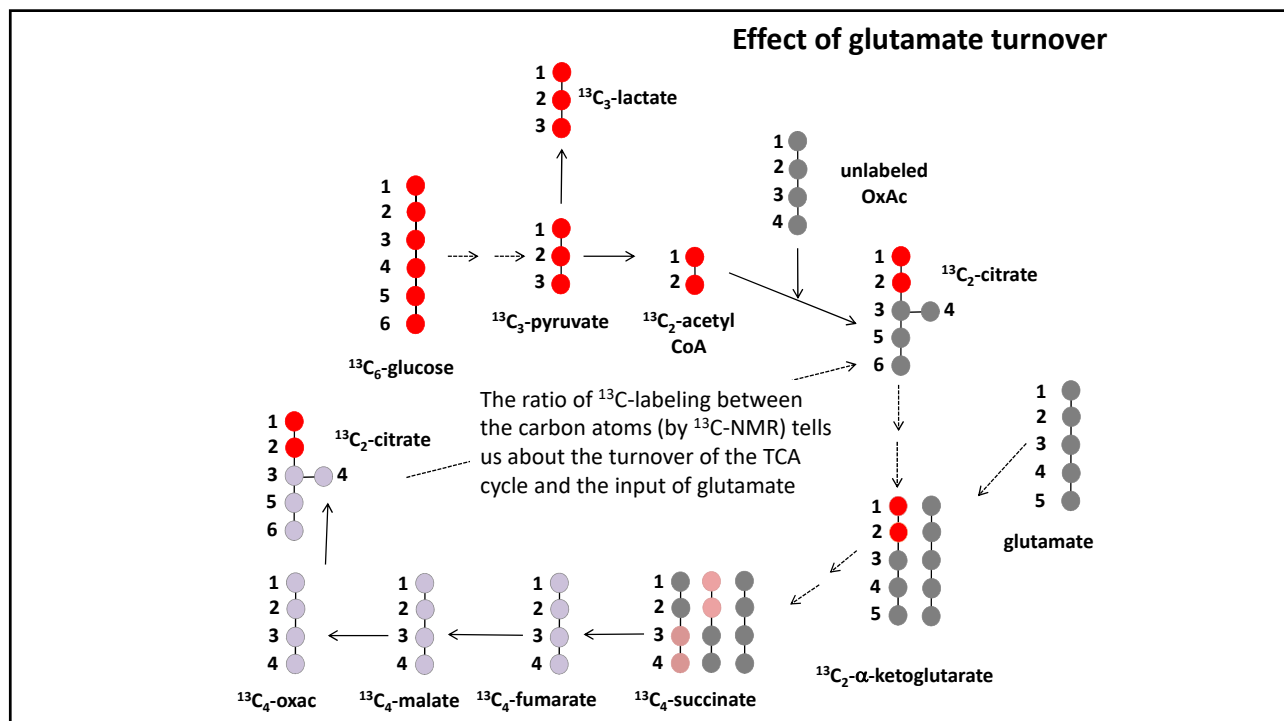 Effect of glutamate turnover
1
2
3
¹³C₃-lactate
1
2
3
4
5
6
¹³C₆-glucose
1
2
3
¹³C₃-pyruvate
1
2
¹³C₂-acetyl
CoA
1
2
3
4
unlabeled
OxAc
1
2
3
4
5
6
¹³C₂-citrate
The ratio of ¹³C-labeling between
the carbon atoms (by ¹³C-NMR) tells
us about the turnover of the TCA
cycle and the input of glutamate
1
2
3
4
5
glutamate
1
2
3
4
5
6
¹³C₂-citrate
1
2
3
4
5
¹³C₂-α-ketoglutarate
1
2
3
4
¹³C₄-oxac
1
2
3
4
¹³C₄-malate
1
2
3
4
¹³C₄-fumarate
1
2
3
4
¹³C₄-succinate